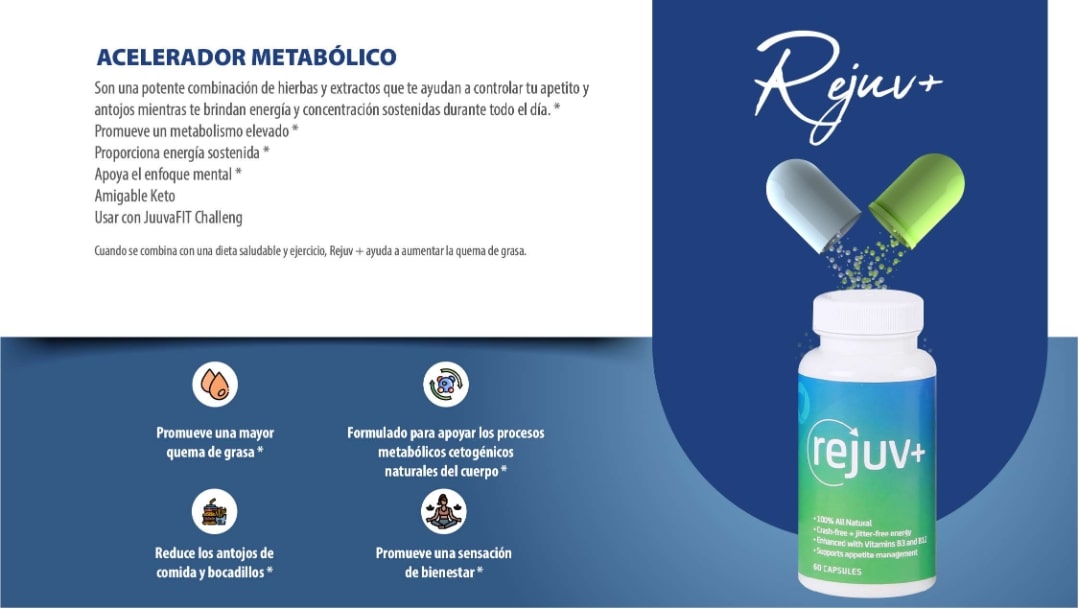 ACELERADOR METABÓLICO
Son una potente combinación de hierbas y extractos que te ayudan a controlar tu apetito y
antojos mientras te brindan energía y concentración sostenidas durante todo el día. *
Promueve un metabolismo elevado *
Proporciona energía sostenida *
Apoya el enfoque mental *
Amigable Keto
Usar con JuuvaFIT Challeng
Cuando se combina con una dieta saludable y ejercicio, Rejuv + ayuda a aumentar la quema de grasa.
Rejuv+
Promueve una mayor
quema de grasa *
Formulado para apoyar los procesos
metabólicos cetogénicos
naturales del cuerpo *
Reduce los antojos de
comida y bocadillos *
Promueve una sensación
de bienestar *
rejuv+
• 100% All Natural
• Crash-free + jitter-free energy
• Enhanced with Vitamins B3 and B12
• Supports appetite management
60 CAPSULES